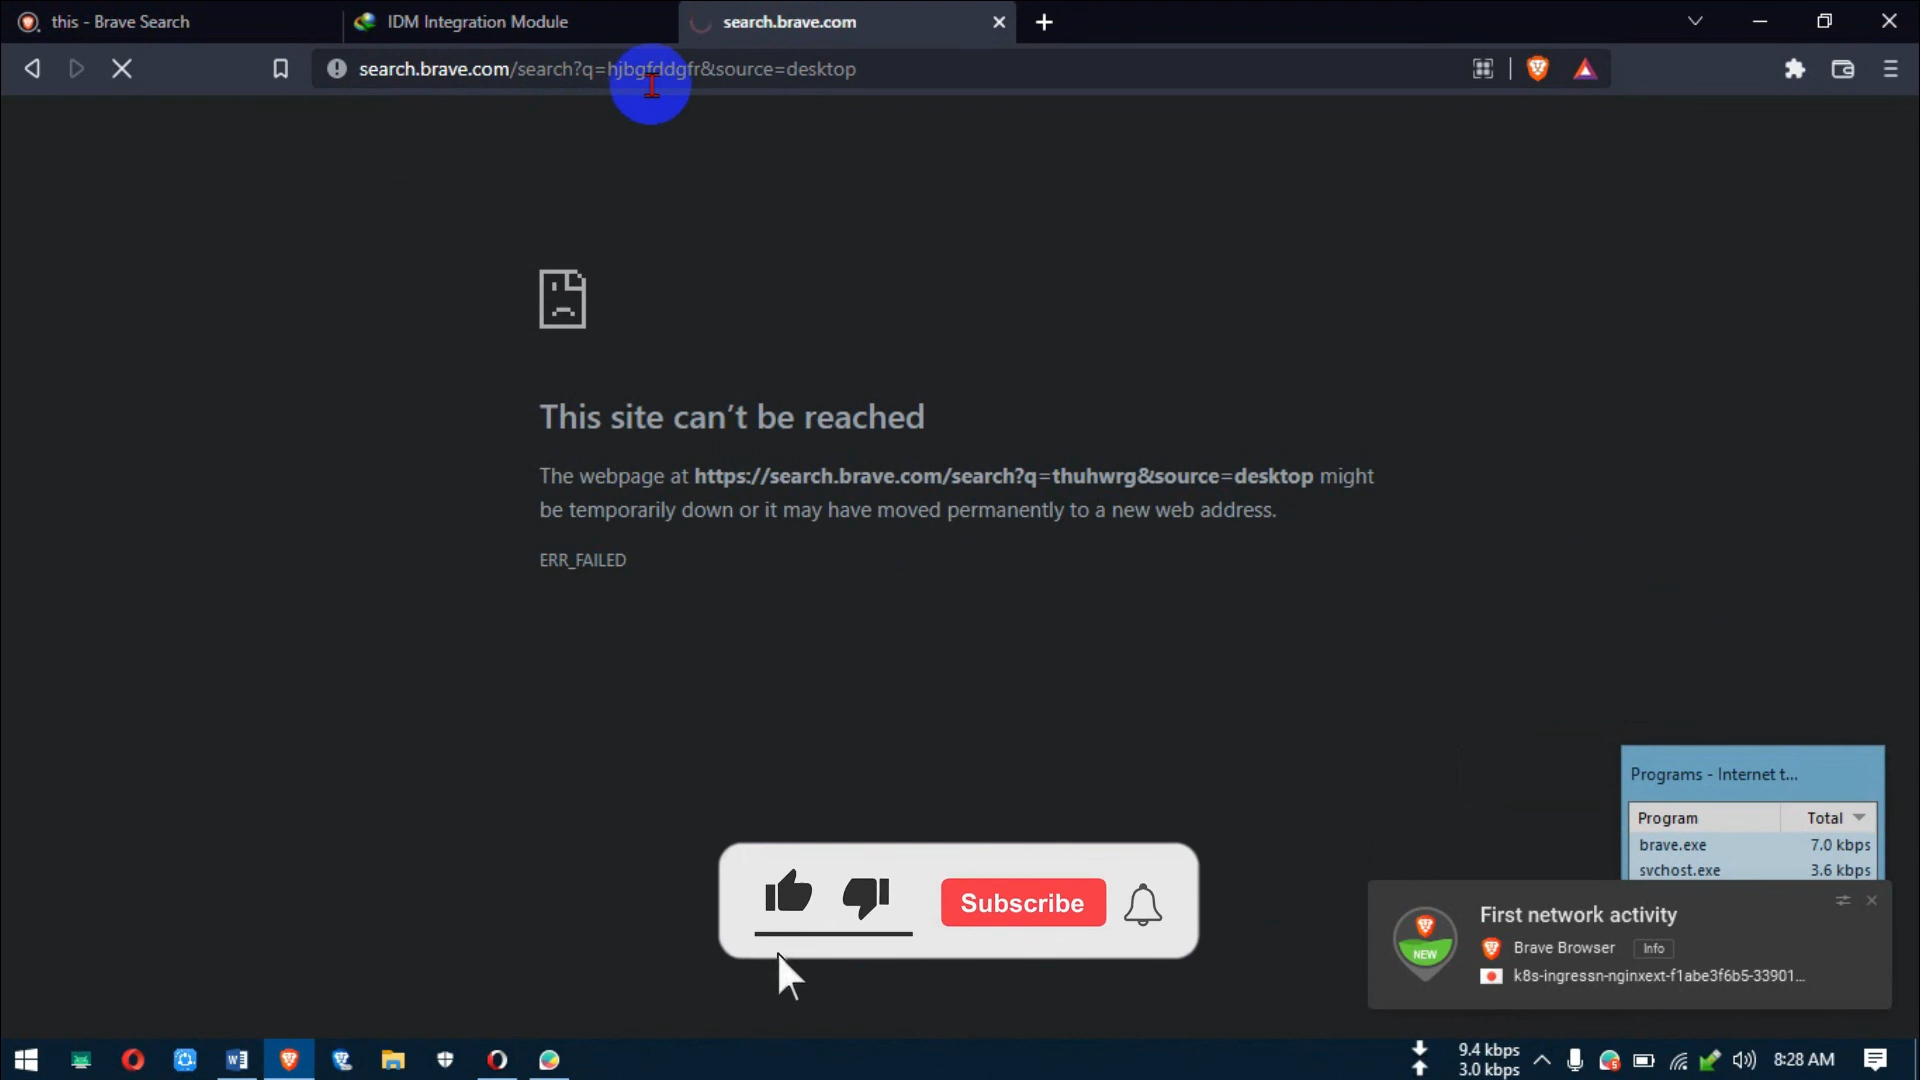 this - Brave Search
IDM Integration Module
search.brave.com
search.brave.com/search?q=hjbgfddgfr&source=desktop
This site can't be reached
The webpage at https://search.brave.com/search?q=thuhwrg&source=desktop might
be temporarily down or it may have moved permanently to a new web address.
ERR_FAILED
Programs - Internet t...
Program Total
brave.exe 7.0 kbps
svchost.exe 3.6 kbps
Subscribe
First network activity
NEW
Brave Browser Info
k8s-ingressn-nginxext-f1abe3f6b5-33901...
9.4 kbps
3.0 kbps
8:28 AM